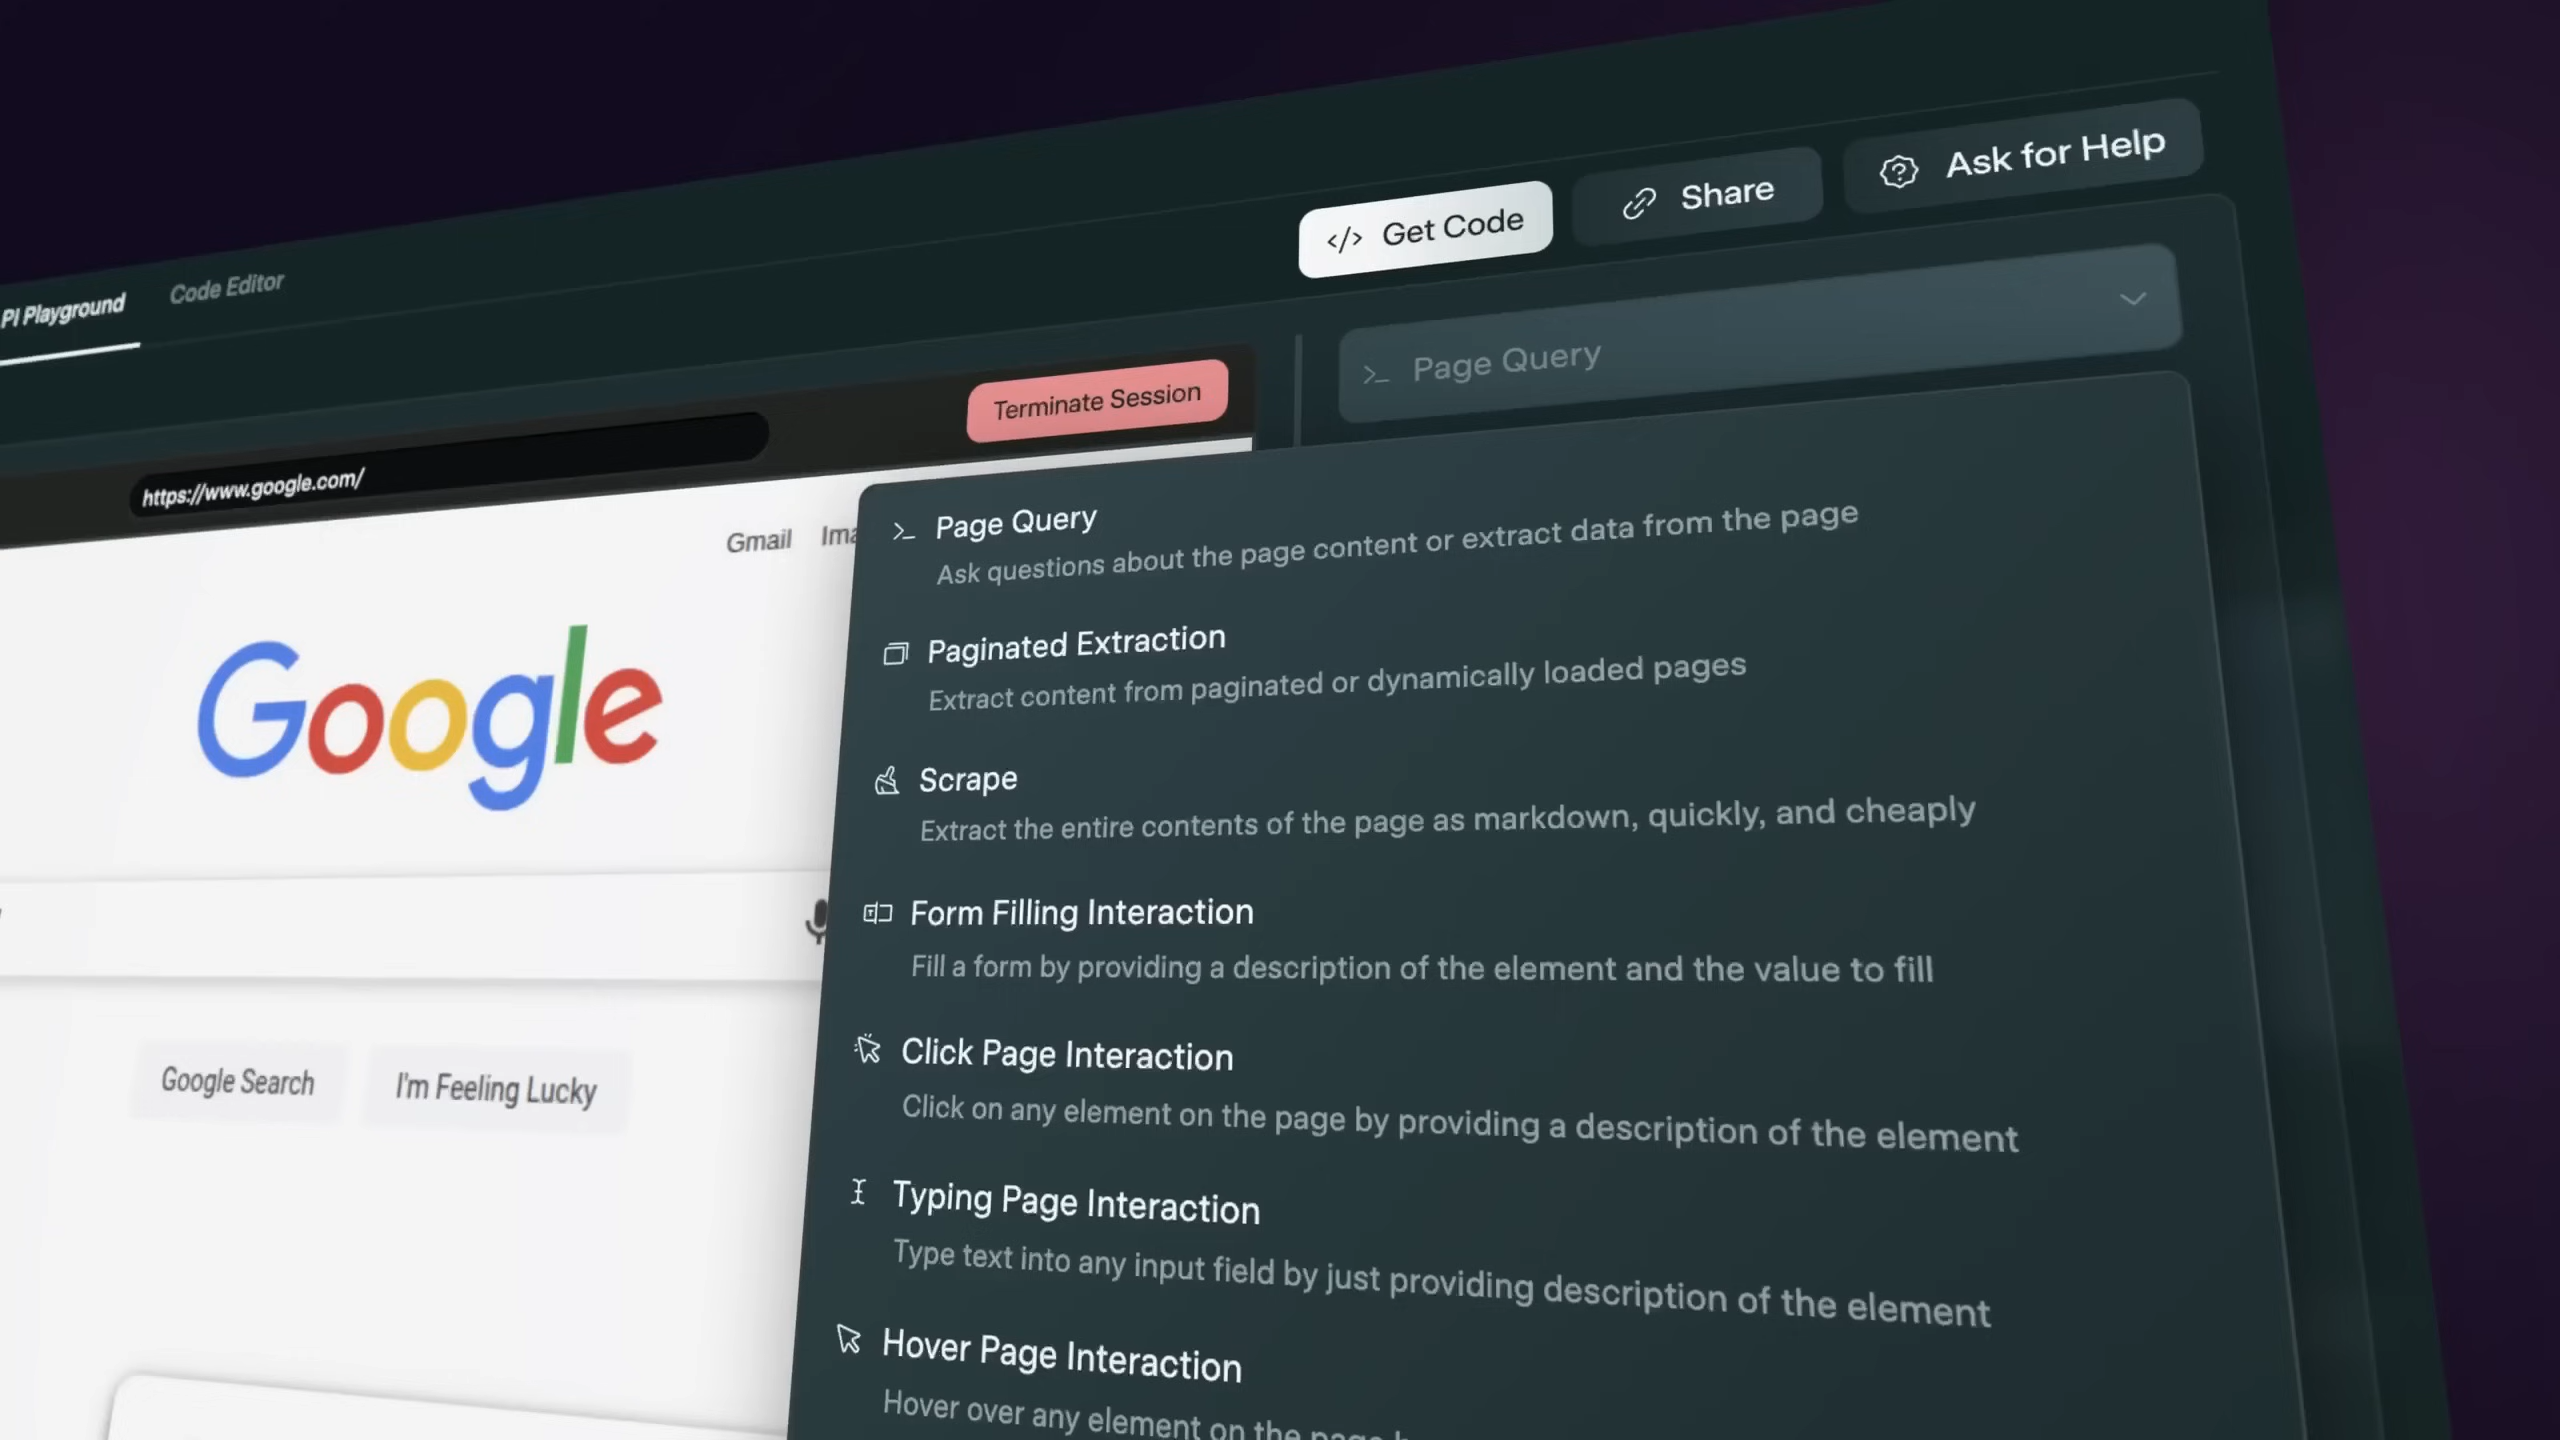 Get Code
Share
Ask for Help
PI Playground
Code Editor
Page Query
Terminate Session
https://www.google.com/
Gmail
Google
Google Search
I'm Feeling Lucky
Page Query
Ask questions about the page content or extract data from the page
Paginated Extraction
Extract content from paginated or dynamically loaded pages
Scrape
Extract the entire contents of the page as markdown, quickly, and cheaply
Form Filling Interaction
Fill a form by providing a description of the element and the value to fill
Click Page Interaction
Click on any element on the page by providing a description of the element
Typing Page Interaction
Type text into any input field by just providing description of the element
Hover Page Interaction
Hover over any element on the page